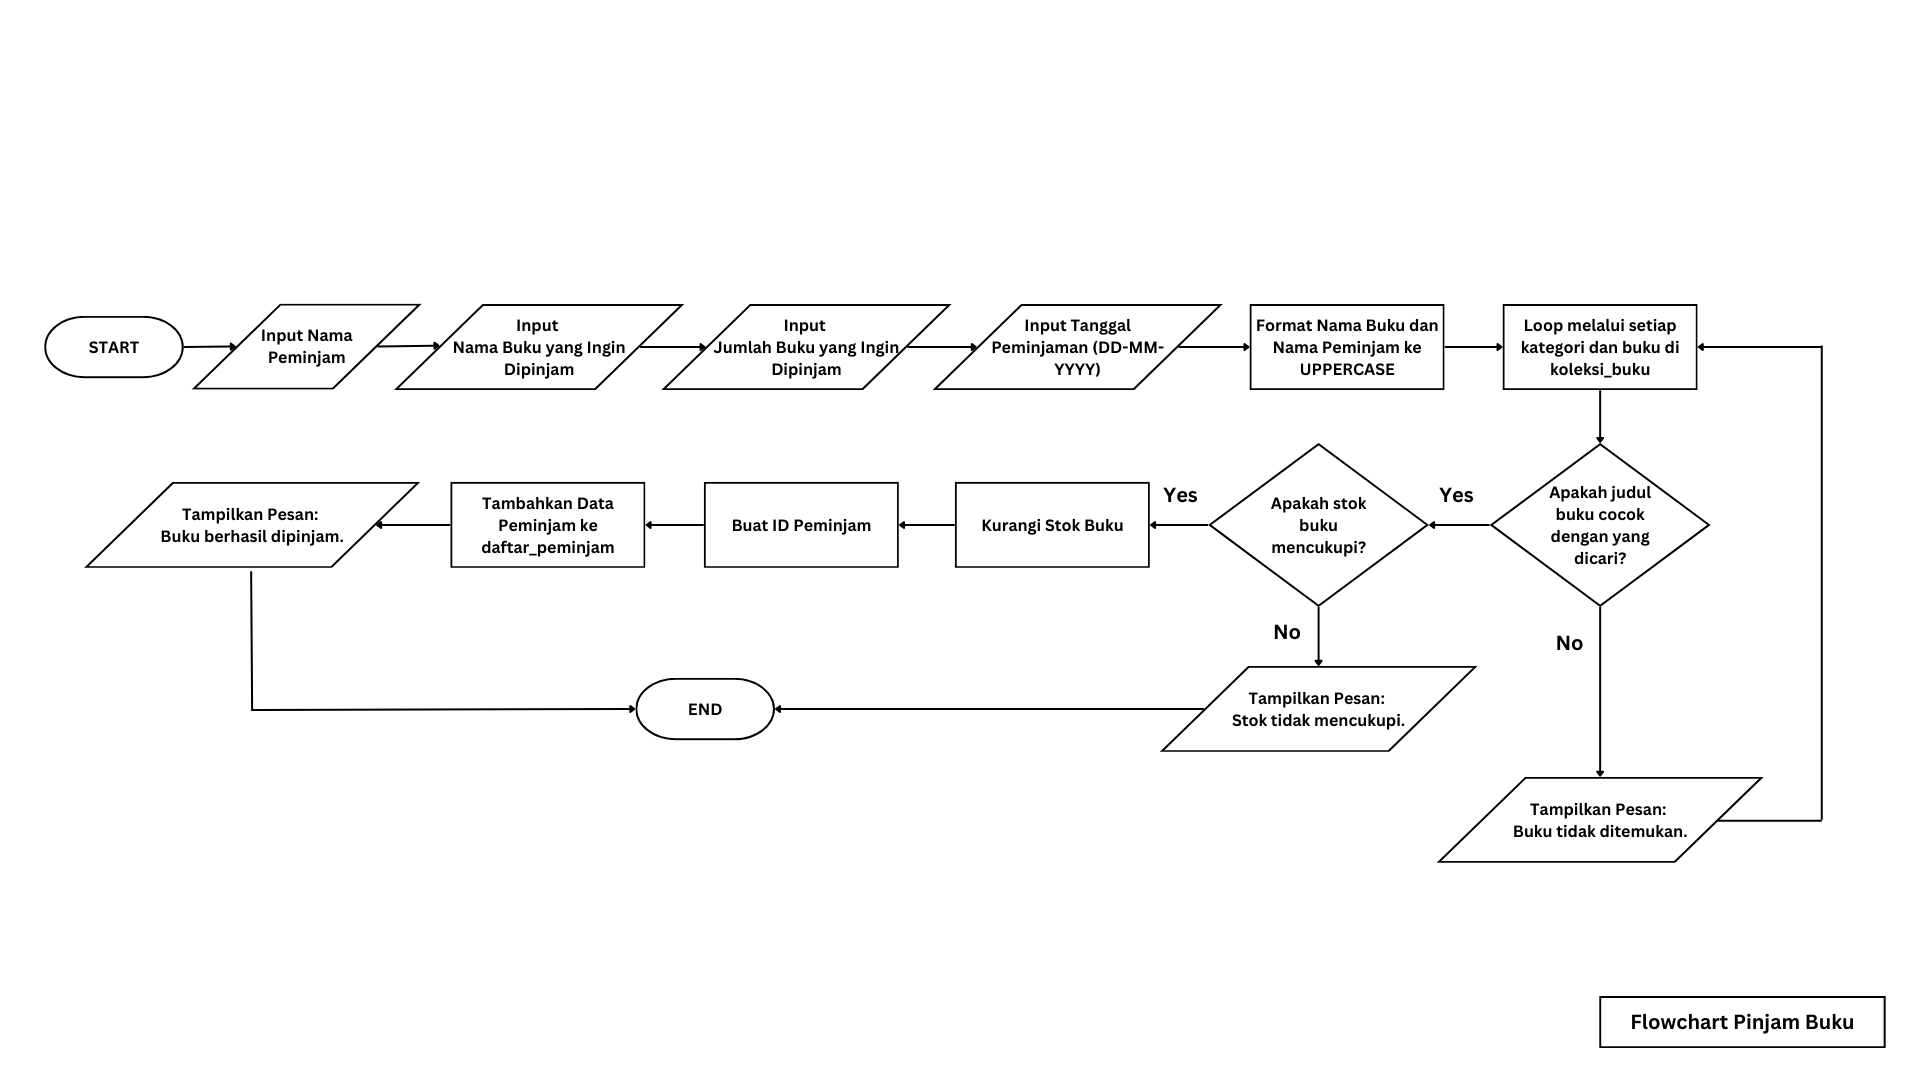 START
Input Nama
Peminjam
Input
Nama Buku yang Ingin
Dipinjam
Input
Jumlah Buku yang Ingin
Dipinjam
Input Tanggal
Peminjaman (DD-MM-
YYYY)
Format Nama Buku dan
Nama Peminjam ke
UPPERCASE
Loop melalui setiap
kategori dan buku di
koleksi_buku
Apakah judul
buku cocok
dengan yang
dicari?
Yes
Apakah stok
buku
mencukupi?
Yes
Kurangi Stok Buku
Buat ID Peminjam
Tambahkan Data
Peminjam ke
daftar_peminjam
Tampilkan Pesan:
Buku berhasil dipinjam.
No
No
Tampilkan Pesan:
Stok tidak mencukupi.
END
Tampilkan Pesan:
Buku tidak ditemukan.
Flowchart Pinjam Buku